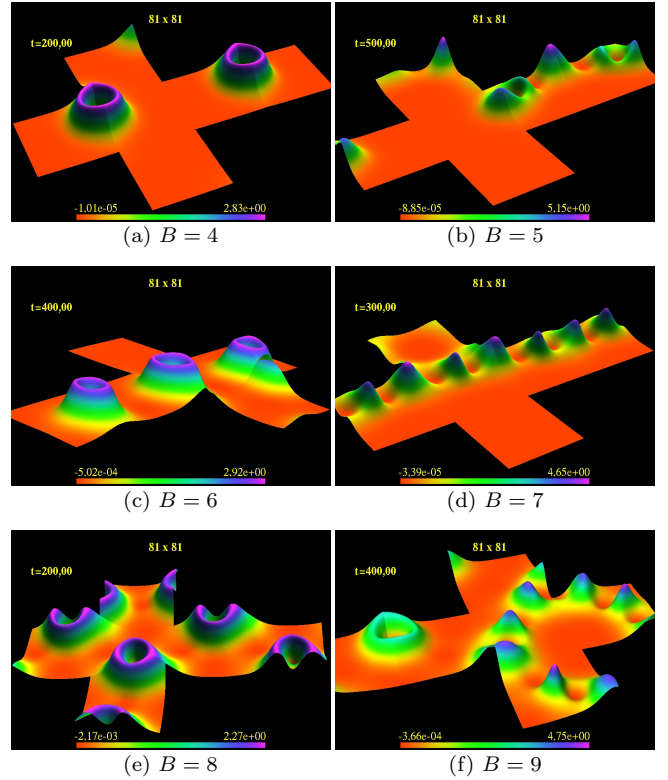 81 x 81
t=200,00
-1.01e-05 2.83e+00
(a) B = 4
81 x 81
t=500,00
-8.85e-05 5.15e+00
(b) B = 5
81 x 81
t=400,00
-5.02e-04 2.92e+00
(c) B = 6
81 x 81
t=300,00
-3.39e-05 4.65e+00
(d) B = 7
81 x 81
t=200,00
-2.17e-03 2.27e+00
(e) B = 8
81 x 81
t=400,00
-3.66e-04 4.75e+00
(f) B = 9